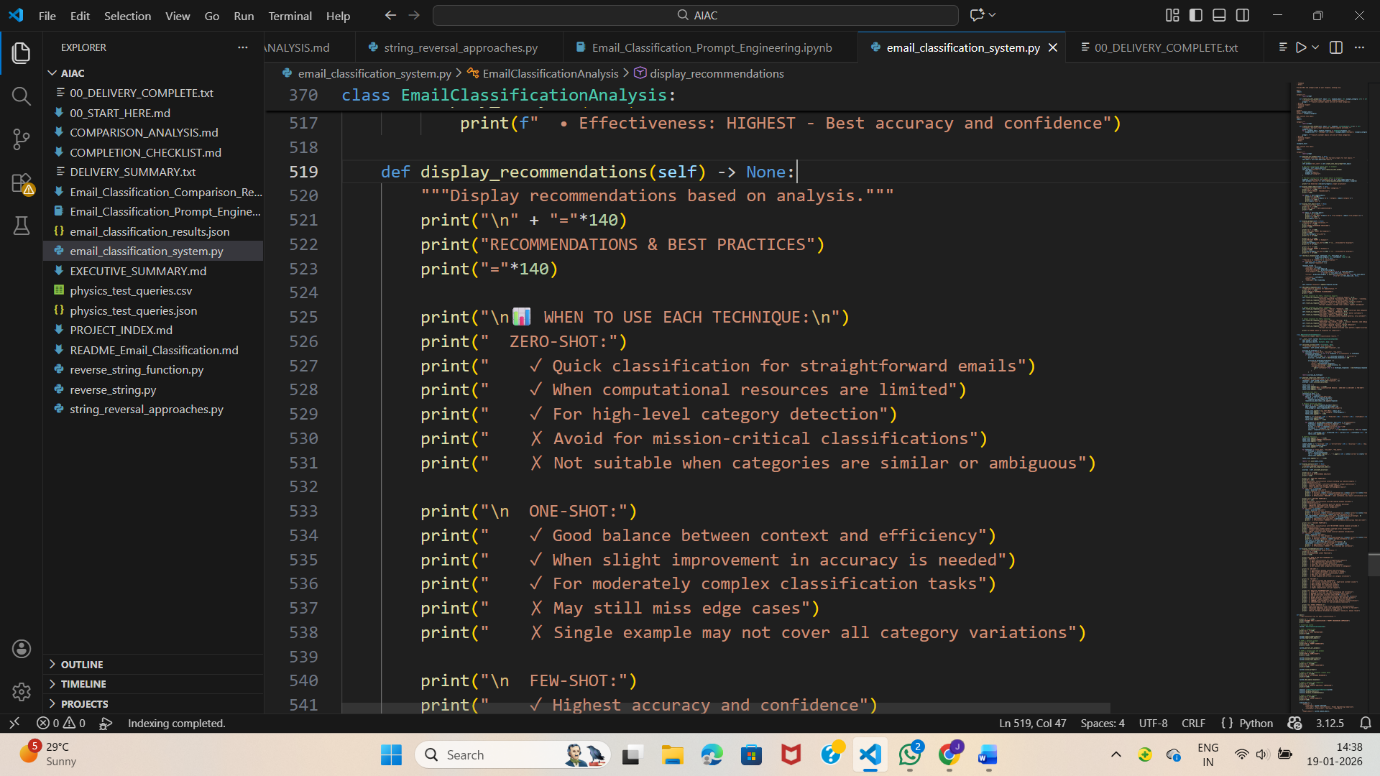 File Edit Selection View Go Run Terminal Help
AIAC
EXPLORER
ANALYSIS.md
string_reversal_approaches.py
Email_Classification_Prompt_Engineering.ipynb
email_classification_system.py
00_DELIVERY_COMPLETE.txt
AIAC
00_DELIVERY_COMPLETE.txt
00_START_HERE.md
COMPARISON_ANALYSIS.md
COMPLETION_CHECKLIST.md
DELIVERY_SUMMARY.txt
Email_Classification_Comparison_Re...
Email_Classification_Prompt_Engine...
email_classification_results.json
email_classification_system.py
EXECUTIVE_SUMMARY.md
physics_test_queries.csv
physics_test_queries.json
PROJECT_INDEX.md
README_Email_Classification.md
reverse_string_function.py
reverse_string.py
string_reversal_approaches.py
OUTLINE
TIMELINE
PROJECTS
email_classification_system.py > EmailClassificationAnalysis > display_recommendations
370 class EmailClassificationAnalysis:
517 print(f"  • Effectiveness: HIGHEST - Best accuracy and confidence")
518
519 def display_recommendations(self) -> None:
520 """Display recommendations based on analysis."""
521 print("\n" + "="*140)
522 print("RECOMMENDATIONS & BEST PRACTICES")
523 print("="*140)
524
525 print("\n📊 WHEN TO USE EACH TECHNIQUE:\n")
526 print("  ZERO-SHOT:")
527 print("    ✓ Quick classification for straightforward emails")
528 print("    ✓ When computational resources are limited")
529 print("    ✓ For high-level category detection")
530 print("    ✗ Avoid for mission-critical classifications")
531 print("    ✗ Not suitable when categories are similar or ambiguous")
532
533 print("\n  ONE-SHOT:")
534 print("    ✓ Good balance between context and efficiency")
535 print("    ✓ When slight improvement in accuracy is needed")
536 print("    ✓ For moderately complex classification tasks")
537 print("    ✗ May still miss edge cases")
538 print("    ✗ Single example may not cover all category variations")
539
540 print("\n  FEW-SHOT:")
541 print("    ✓ Highest accuracy and confidence")
0 0 Indexing completed.
Ln 519, Col 47 Spaces: 4 UTF-8 CRLF { } Python 3.12.5
5 29°C
Sunny
Search
2
J
ENG
IN
14:38
19-01-2026